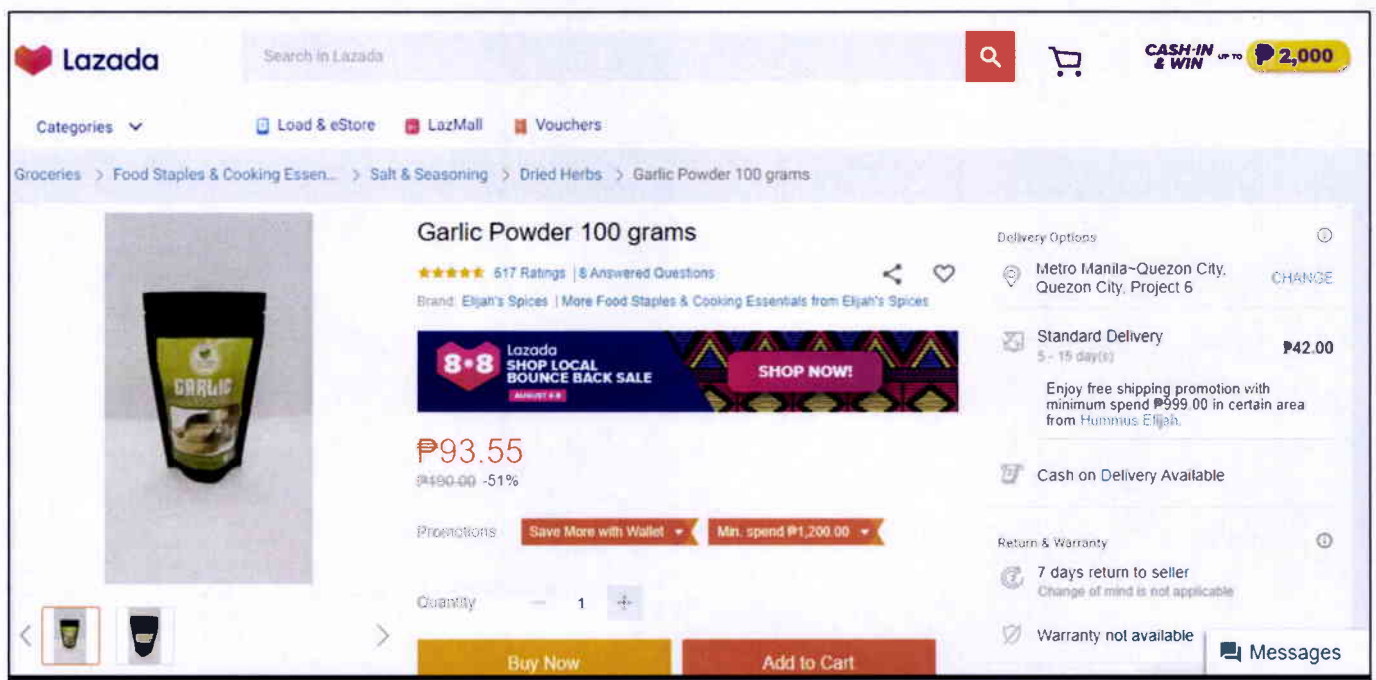 Lazada
Search in Lazada
CASH-IN & WIN UP TO ₱ 2,000
Categories
Load & eStore
LazMall
Vouchers
Groceries > Food Staples & Cooking Essen... > Salt & Seasoning > Dried Herbs > Garlic Powder 100 grams
GARLIC
Garlic Powder 100 grams
617 Ratings | 8 Answered Questions
Brand: Elijah's Spices | More Food Staples & Cooking Essentials from Elijah's Spices
8•8
Lazada
SHOP LOCAL
BOUNCE BACK SALE
AUGUST 4-8
SHOP NOW!
₱93.55
₱190.00 -51%
Promotions
Save More with Wallet
Min. spend ₱1,200.00
Quantity
1
Buy Now
Add to Cart
Delivery Options
Metro Manila~Quezon City,
Quezon City, Project 6
CHANGE
Standard Delivery
₱42.00
5 - 15 day(s)
Enjoy free shipping promotion with
minimum spend ₱999.00 in certain area
from Hummus Elijah.
Cash on Delivery Available
Return & Warranty
7 days return to seller
Change of mind is not applicable
Warranty not available
Messages